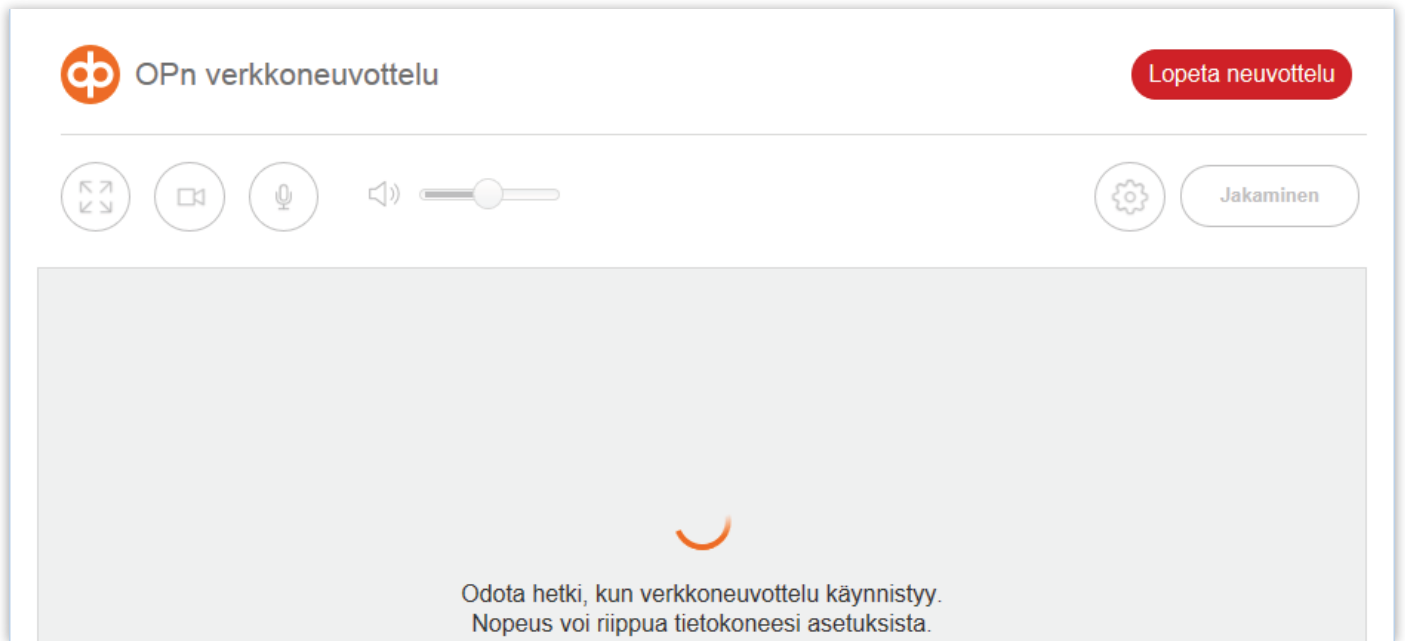 OPn verkkoneuvottelu
Lopeta neuvottelu
Jakaminen
Odota hetki, kun verkkoneuvottelu käynnistyy.
Nopeus voi riippua tietokoneesi asetuksista.